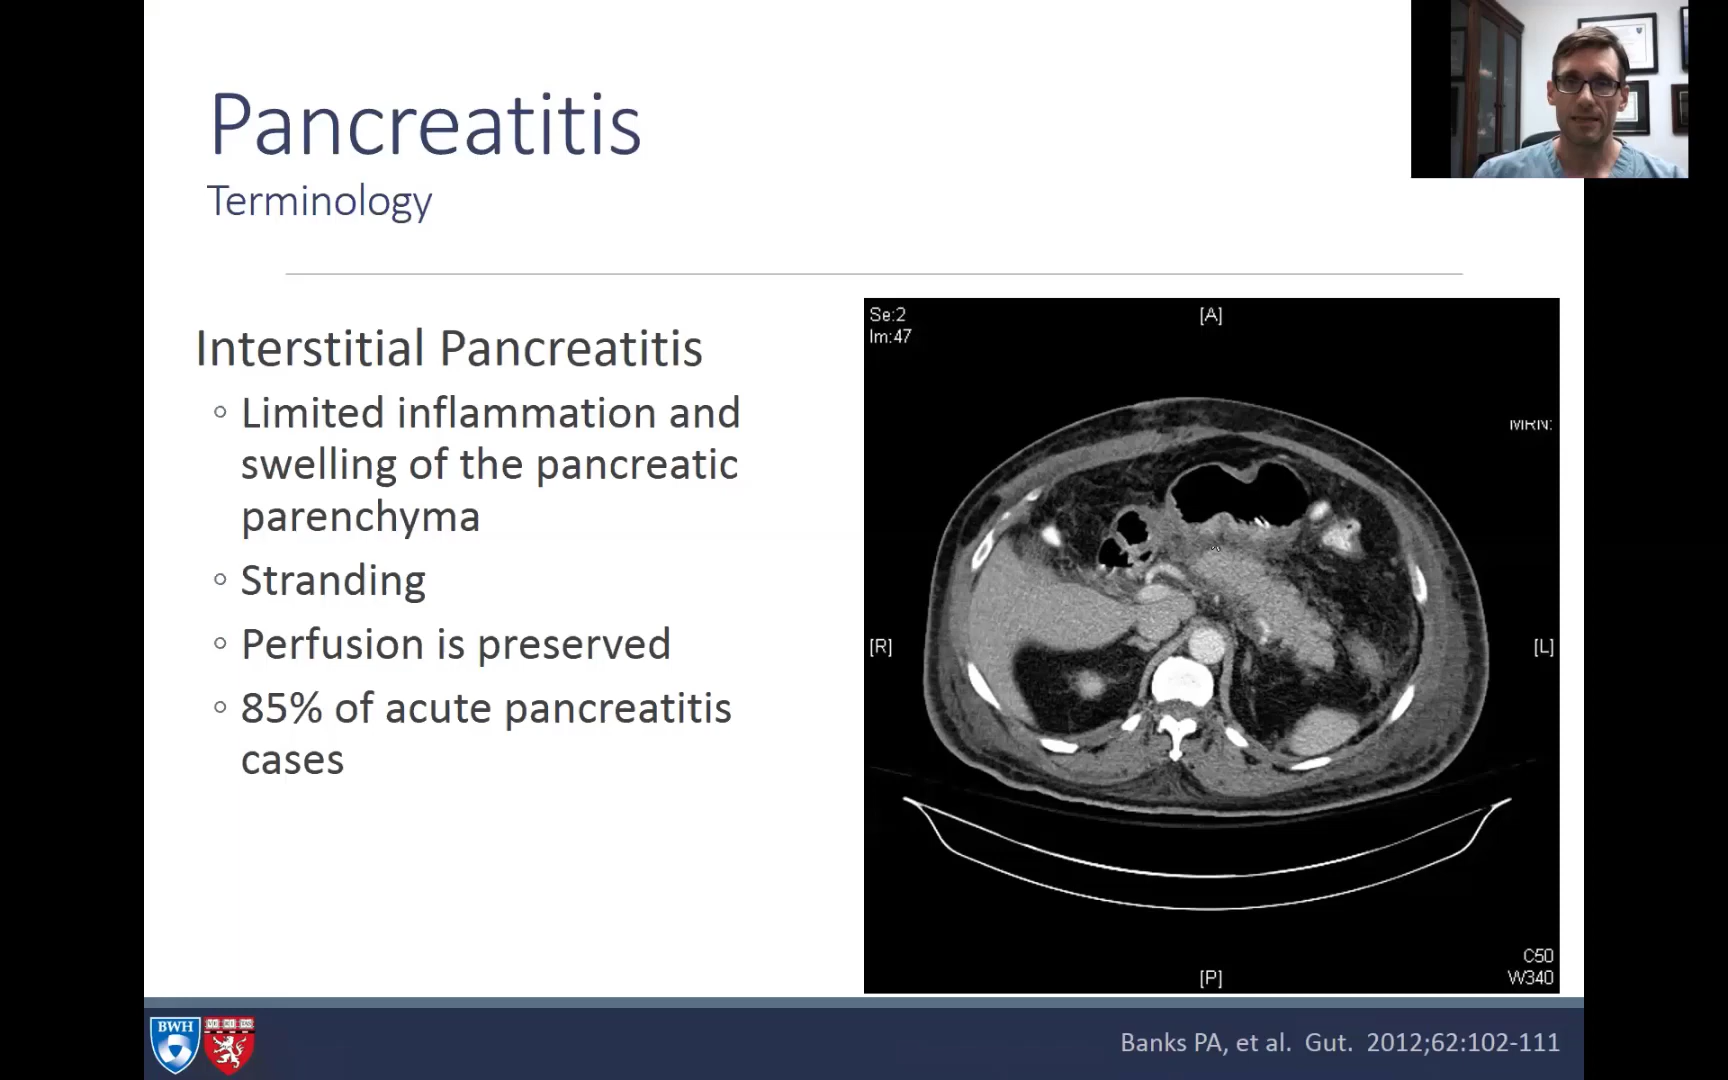 Pancreatitis
Terminology
Interstitial Pancreatitis
◦ Limited inflammation and
swelling of the pancreatic
parenchyma
◦ Stranding
◦ Perfusion is preserved
◦ 85% of acute pancreatitis
cases
Se:2
Im:47
[A]
MRN:
[R]
[L]
C50
W340
[P]
BWH
Banks PA, et al. Gut. 2012;62:102-111